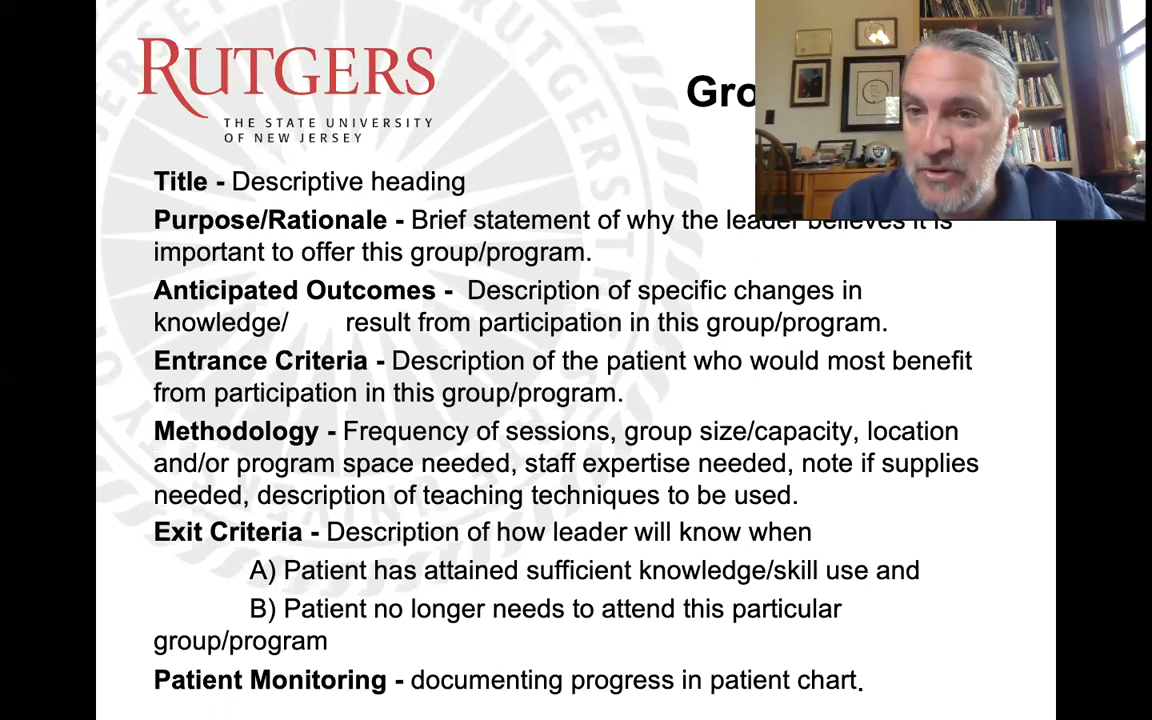 RUTGERS
THE STATE UNIVERSITY
OF NEW JERSEY
Title - Descriptive heading
Purpose/Rationale - Brief statement of why the leader believes it is
important to offer this group/program.
Anticipated Outcomes - Description of specific changes in
knowledge/ result from participation in this group/program.
Entrance Criteria - Description of the patient who would most benefit
from participation in this group/program.
Methodology - Frequency of sessions, group size/capacity, location
and/or program space needed, staff expertise needed, note if supplies
needed, description of teaching techniques to be used.
Exit Criteria - Description of how leader will know when
A) Patient has attained sufficient knowledge/skill use and
B) Patient no longer needs to attend this particular
group/program
Patient Monitoring - documenting progress in patient chart.